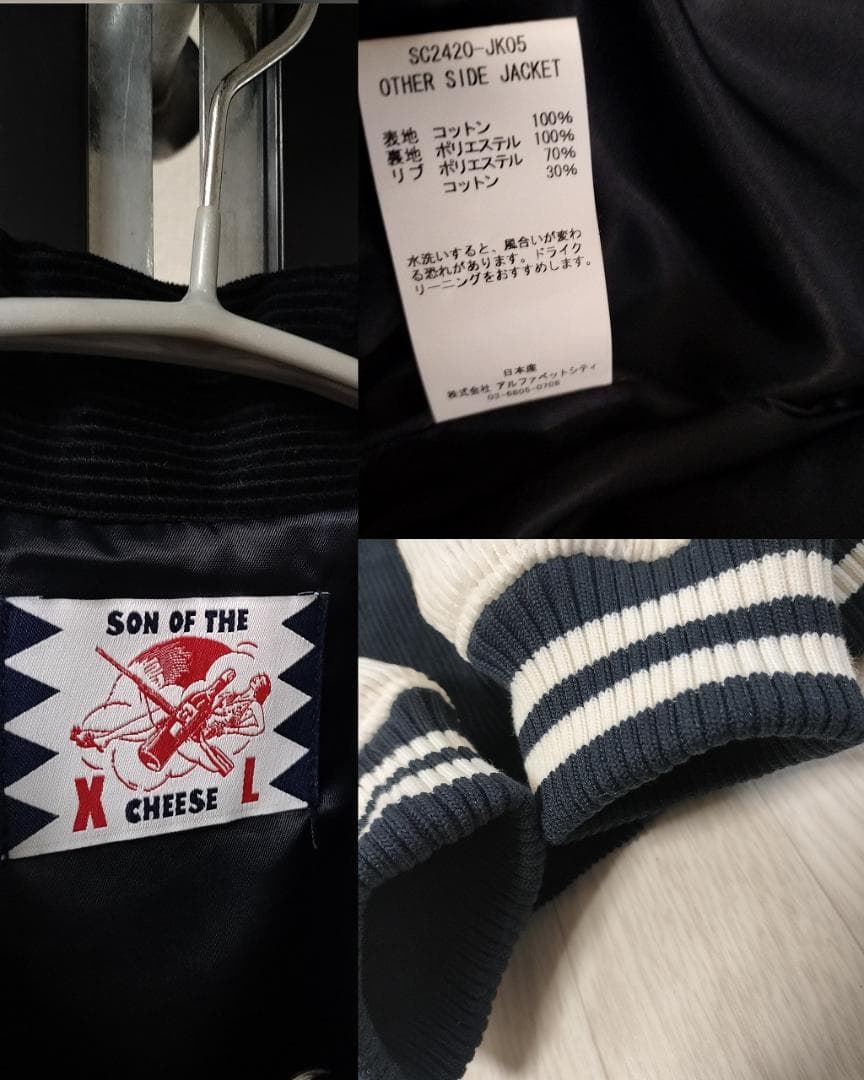 SC2420-JK05
OTHER SIDE JACKET
表地 コットン 100%
裏地 ポリエステル 100%
リブ ポリエステル 70%
コットン 30%
水洗いすると、風合いが変わ
る恐れがあります。ドライク
リーニングをおすすめします。
日本産
株式会社 アルファベットシティ
03-6805-0708
SON OF THE
X CHEESE L